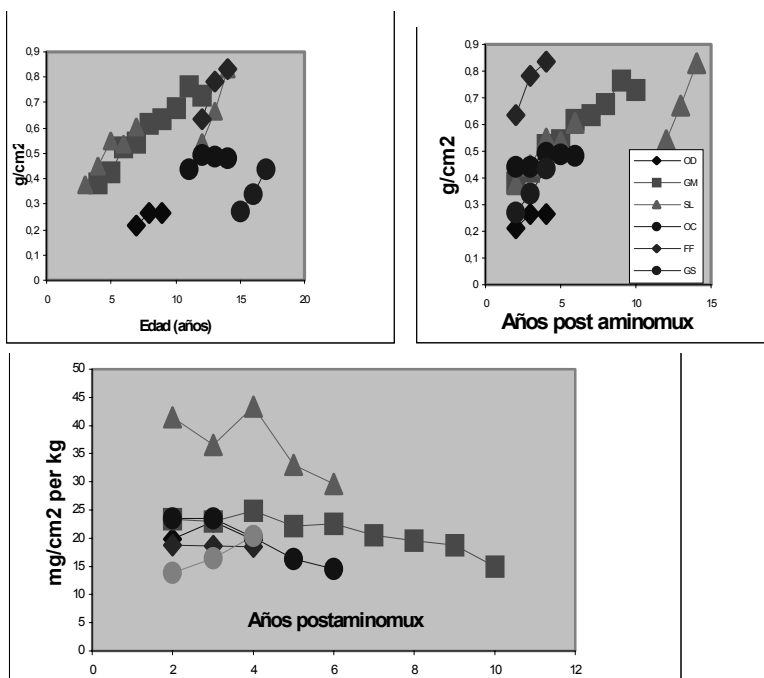 0,9
0,8
0,7
0,6
0,5
0,4
0,3
0,2
0,1
0
g/cm2
0 5 10 15 20
Edad (años)
0,9
0,8
0,7
0,6
0,5
0,4
0,3
0,2
0,1
0
g/cm2
OD
GM
SL
OC
FF
GS
0 5 10 15
Años post aminomux
50
45
40
35
30
25
20
15
10
5
0
mg/cm2 per kg
Años postaminomux
0 2 4 6 8 10 12